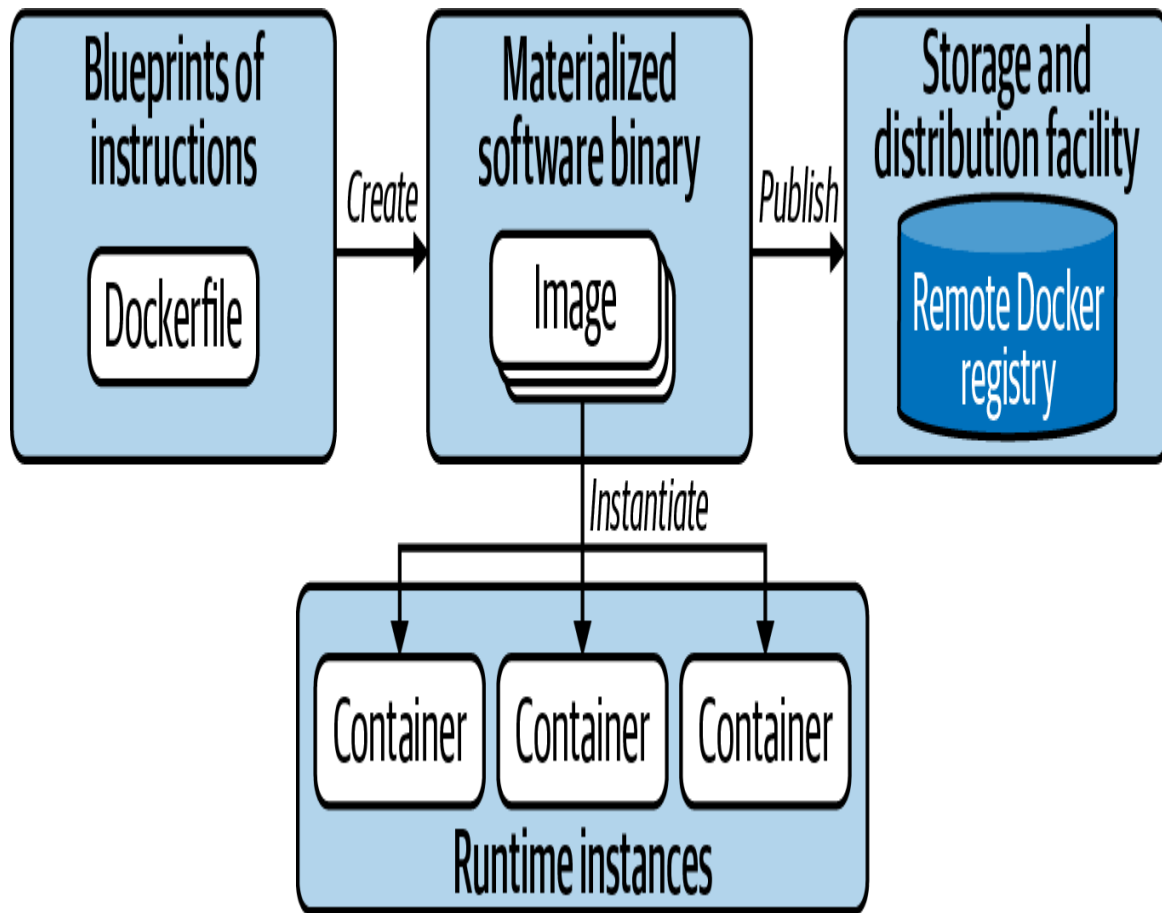 Blueprints of
instructions
Dockerfile
Create
Materialized
software binary
Image
Publish
Storage and
distribution facility
Remote Docker
registry
Instantiate
Container
Container
Container
Runtime instances